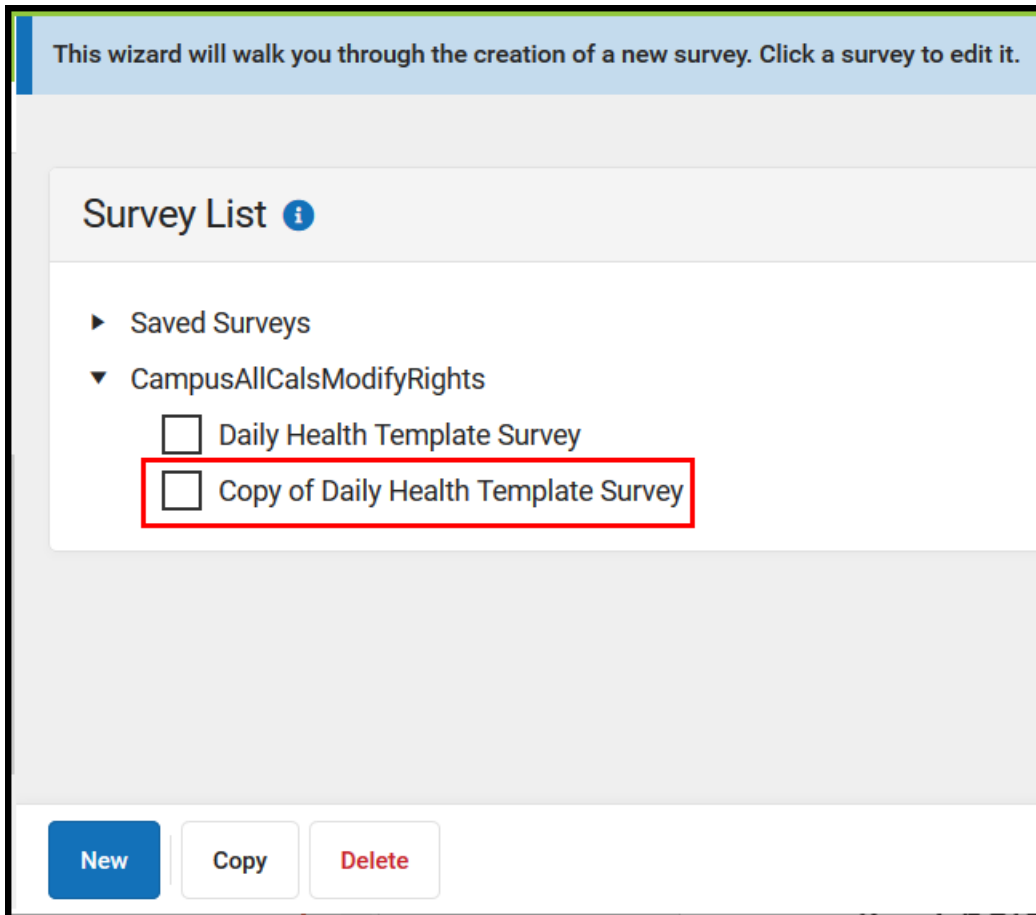 This wizard will walk you through the creation of a new survey. Click a survey to edit it.
Survey List
Saved Surveys
CampusAllCalsModifyRights
Daily Health Template Survey
Copy of Daily Health Template Survey
New Copy Delete